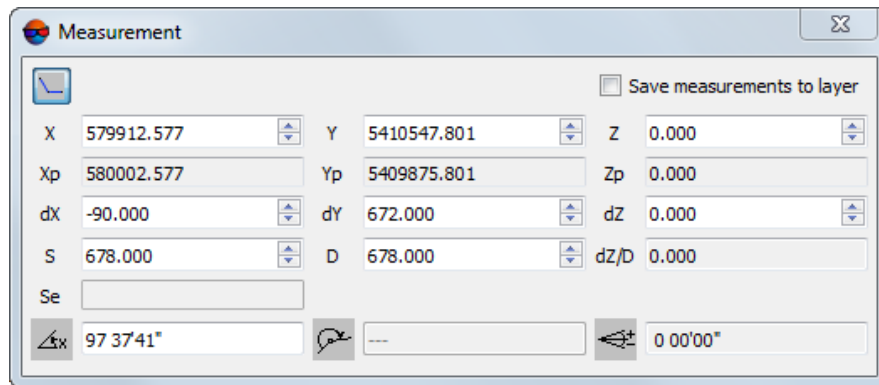 Measurement
Save measurements to layer
X 579912.577 Y 5410547.801 Z 0.000
Xp 580002.577 Yp 5409875.801 Zp 0.000
dX -90.000 dY 672.000 dZ 0.000
S 678.000 D 678.000 dZ/D 0.000
Se
x 97 37'41" --- ± 0 00'00"